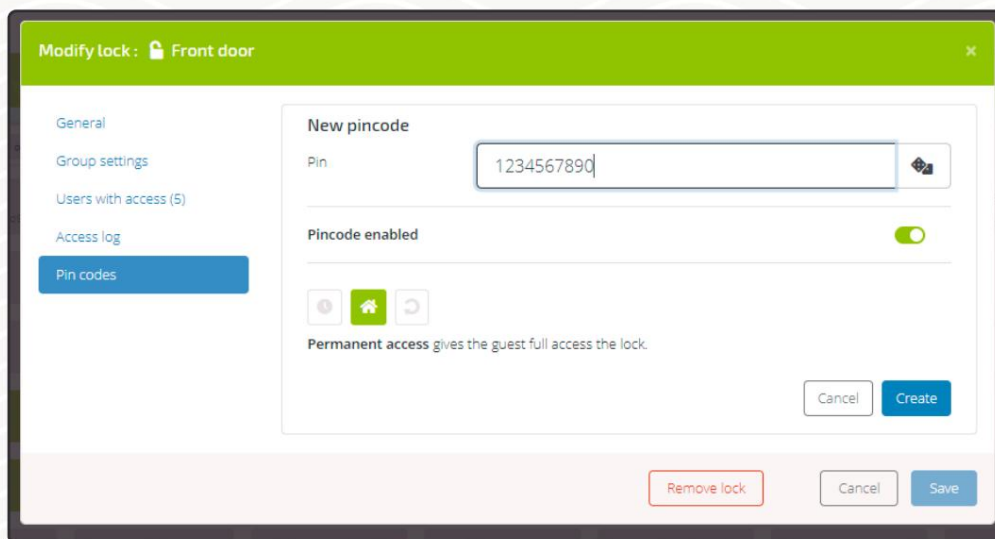 Modify lock : Front door
×
General
Group settings
Users with access (5)
Access log
Pin codes
New pincode
Pin
1234567890
Pincode enabled
Permanent access gives the guest full access the lock.
Cancel
Create
Remove lock
Cancel
Save